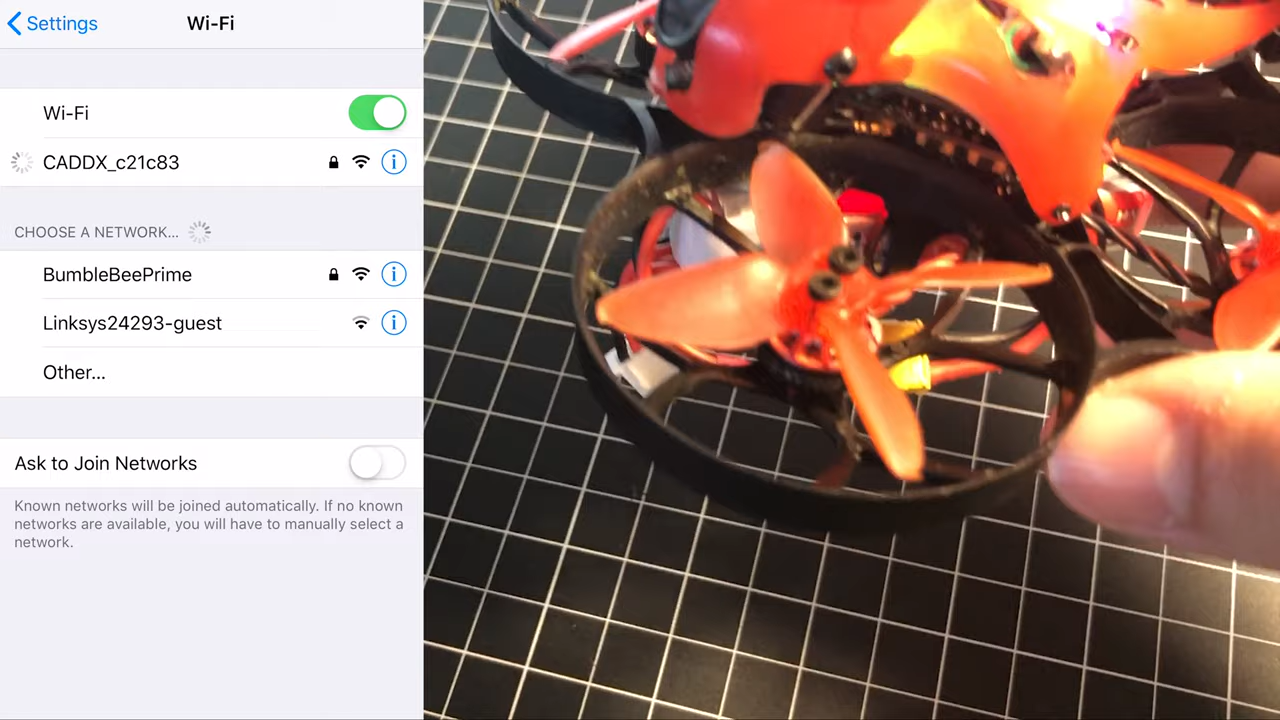 Settings
Wi-Fi
Wi-Fi
CADDX_c21c83
CHOOSE A NETWORK...
BumbleBeePrime
Linksys24293-guest
Other...
Ask to Join Networks
Known networks will be joined automatically. If no known
networks are available, you will have to manually select a
network.